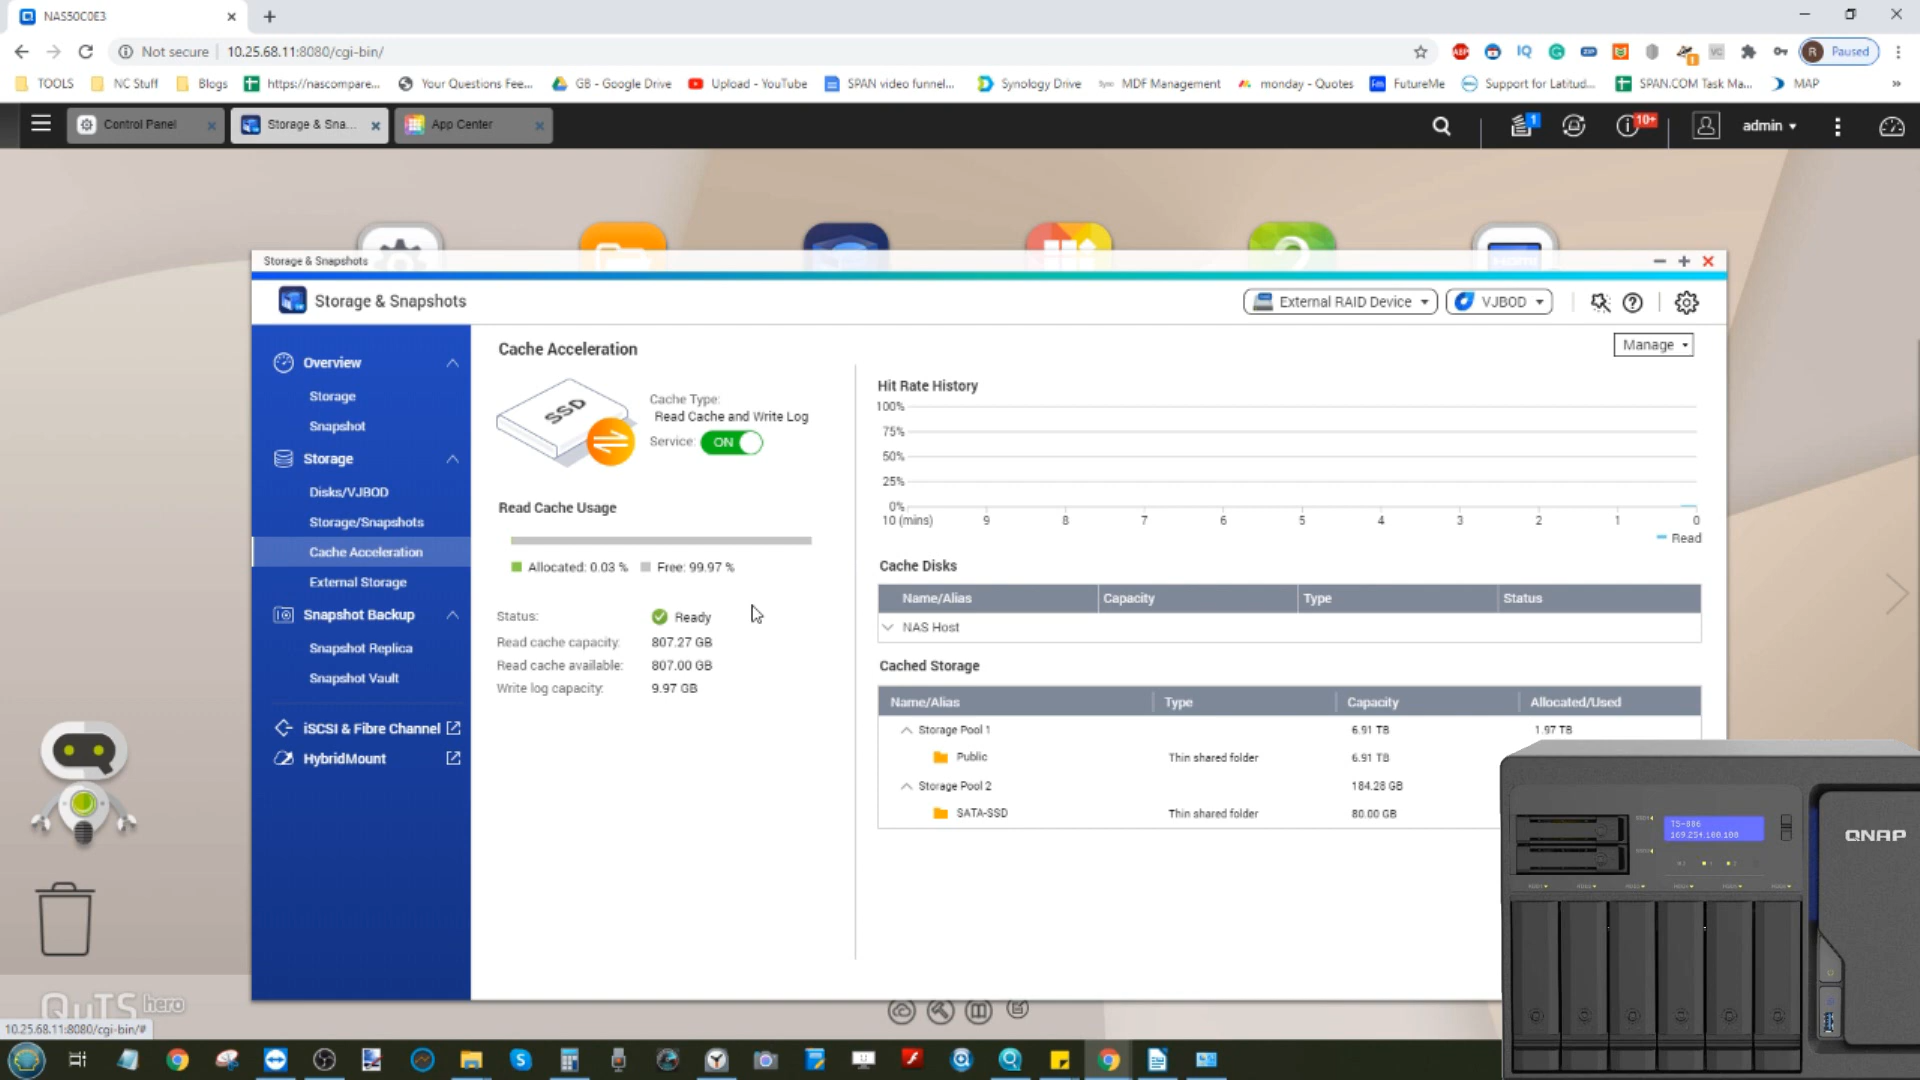 NAS50C0E3
Not secure
10.25.68.11:8080/cgi-bin/
Paused
TOOLS
NC Stuff
Blogs
https://nascompare...
Your Questions Fee...
GB - Google Drive
Upload - YouTube
SPAN video funnel...
Synology Drive
MDF Management
monday - Quotes
FutureMe
Support for Latitud...
SPAN.COM Task Ma...
MAP
Control Panel
Storage & Sna...
App Center
1
10+
admin
Storage & Snapshots
Storage & Snapshots
External RAID Device
VJBOD
Overview
Storage
Snapshot
Storage
Disks/VJBOD
Storage/Snapshots
Cache Acceleration
External Storage
Snapshot Backup
Snapshot Replica
Snapshot Vault
iSCSI & Fibre Channel
HybridMount
Cache Acceleration
Manage
SSD
Cache Type:
Read Cache and Write Log
Service: ON
Read Cache Usage
Allocated: 0.03 % Free: 99.97 %
Status: Ready
Read cache capacity: 807.27 GB
Read cache available: 807.00 GB
Write log capacity: 9.97 GB
Hit Rate History
100%
75%
50%
25%
0%
10 (mins) 9 8 7 6 5 4 3 2 1 0
Read
Cache Disks
Name/Alias Capacity Type Status
NAS Host
Cached Storage
Name/Alias Type Capacity Allocated/Used
Storage Pool 1 6.91 TB 1.97 TB
Public Thin shared folder 6.91 TB
Storage Pool 2 184.28 GB
SATA-SSD Thin shared folder 80.00 GB
169.254.100.100
QNAP
QuTS hero
10.25.68.11:8080/cgi-bin/#